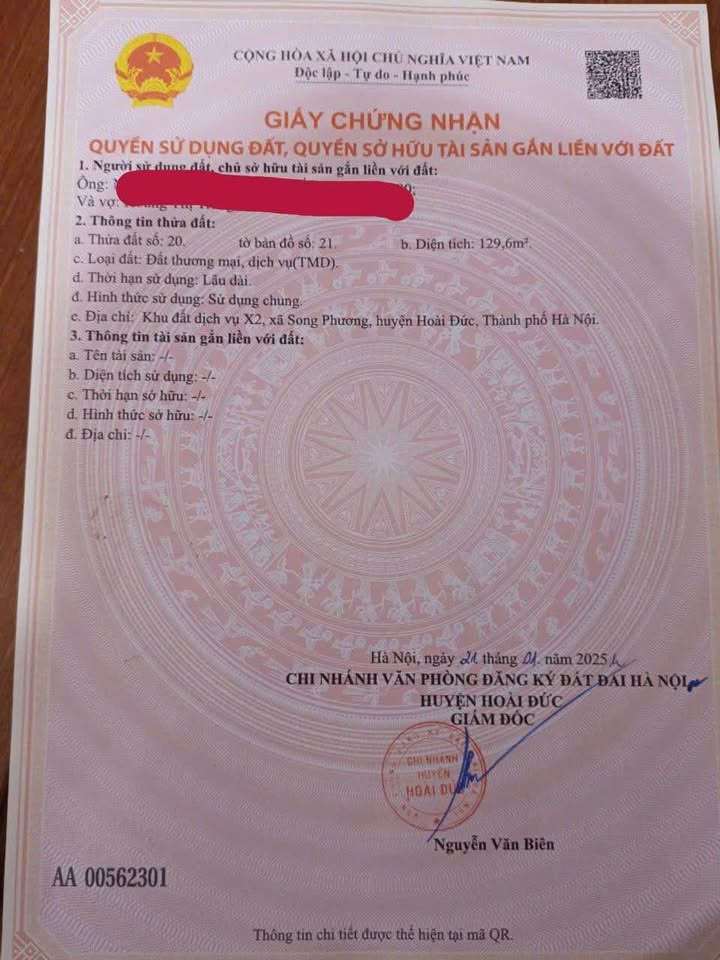 CỘNG HÒA XÃ HỘI CHỦ NGHĨA VIỆT NAM
Độc lập - Tự do - Hạnh phúc
GIẤY CHỨNG NHẬN
QUYỀN SỬ DỤNG ĐẤT, QUYỀN SỞ HỮU TÀI SẢN GẮN LIỀN VỚI ĐẤT
1. Người sử dụng đất, chủ sở hữu tài sản gắn liền với đất:
Ông:
Và vợ:
2. Thông tin thửa đất:
a. Thửa đất số: 20. tờ bản đồ số: 21. b. Diện tích: 129,6m².
c. Loại đất: Đất thương mại, dịch vụ(TMD).
d. Thời hạn sử dụng: Lâu dài.
đ. Hình thức sử dụng: Sử dụng chung.
e. Địa chỉ: Khu đất dịch vụ X2, xã Song Phương, huyện Hoài Đức, Thành phố Hà Nội.
3. Thông tin tài sản gắn liền với đất:
a. Tên tài sản: -/-
b. Diện tích sử dụng: -/-
c. Thời hạn sở hữu: -/-
d. Hình thức sở hữu: -/-
đ. Địa chỉ: -/-
Hà Nội, ngày 21 tháng 01. năm 2025
CHI NHÁNH VĂN PHÒNG ĐĂNG KÝ ĐẤT ĐAI HÀ NỘI
HUYỆN HOÀI ĐỨC
GIÁM ĐỐC
CHI NHÁNH
HUYỆN
HOÀI ĐỨC
Nguyễn Văn Biên
AA 00562301
Thông tin chi tiết được thể hiện tại mã QR.